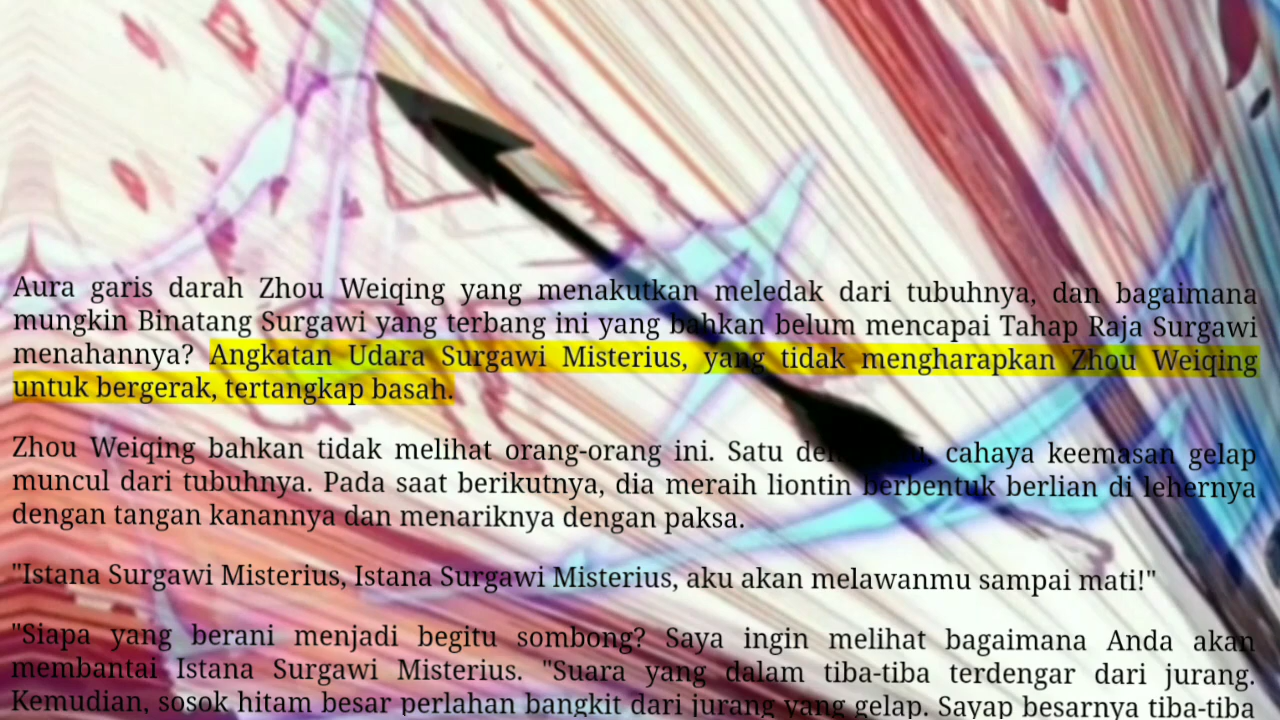 Aura garis darah Zhou Weiqing yang menakutkan meledak dari tubuhnya, dan bagaimana
mungkin Binatang Surgawi yang terbang ini yang bahkan belum mencapai Tahap Raja Surgawi
menahannya? Angkatan Udara Surgawi Misterius, yang tidak mengharapkan Zhou Weiqing
untuk bergerak, tertangkap basah.
Zhou Weiqing bahkan tidak melihat orang-orang ini. Satu cahaya keemasan gelap
muncul dari tubuhnya. Pada saat berikutnya, dia meraih liontin berbentuk berlian di lehernya
dengan tangan kanannya dan menariknya dengan paksa.
"Istana Surgawi Misterius, Istana Surgawi Misterius, aku akan melawanmu sampai mati!"
"Siapa yang berani menjadi begitu sombong? Saya ingin melihat bagaimana Anda akan
membantai Istana Surgawi Misterius. "Suara yang dalam tiba-tiba terdengar dari jurang.
Kemudian, sosok hitam besar perlahan bangkit dari jurang yang gelap. Sayap besarnya tiba-tiba